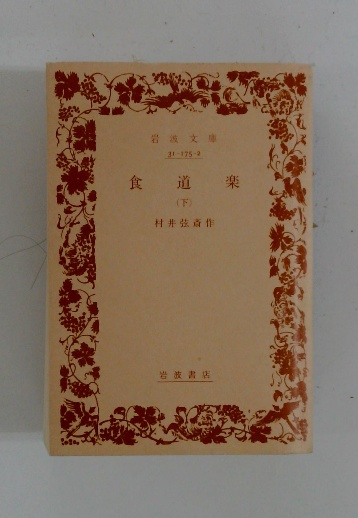 岩波文庫
31-175-2
食道楽
(下)
村井弦斎作
岩波書店